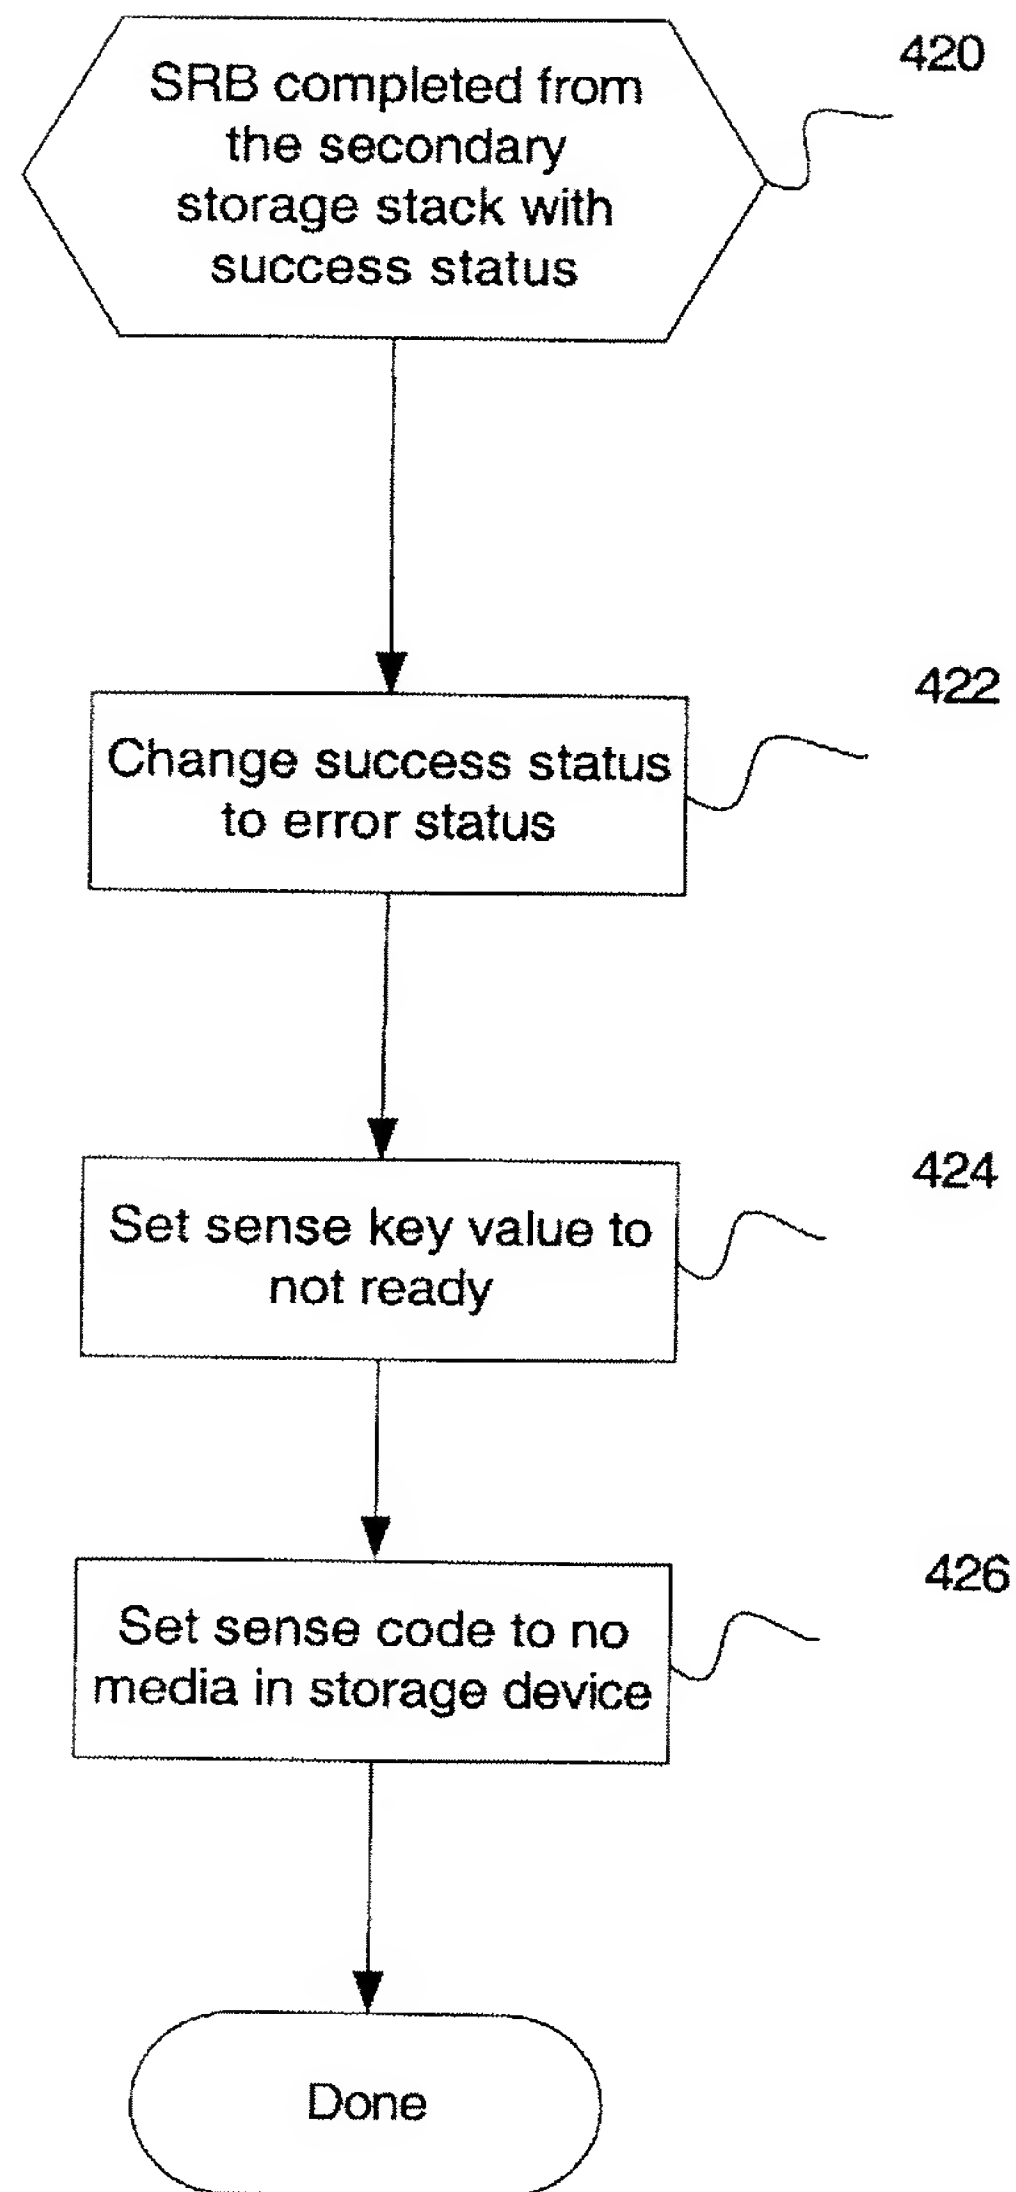 420
SRB completed from
the secondary
storage stack with
success status
422
Change success status
to error status
424
Set sense key value to
not ready
426
Set sense code to no
media in storage device
Done